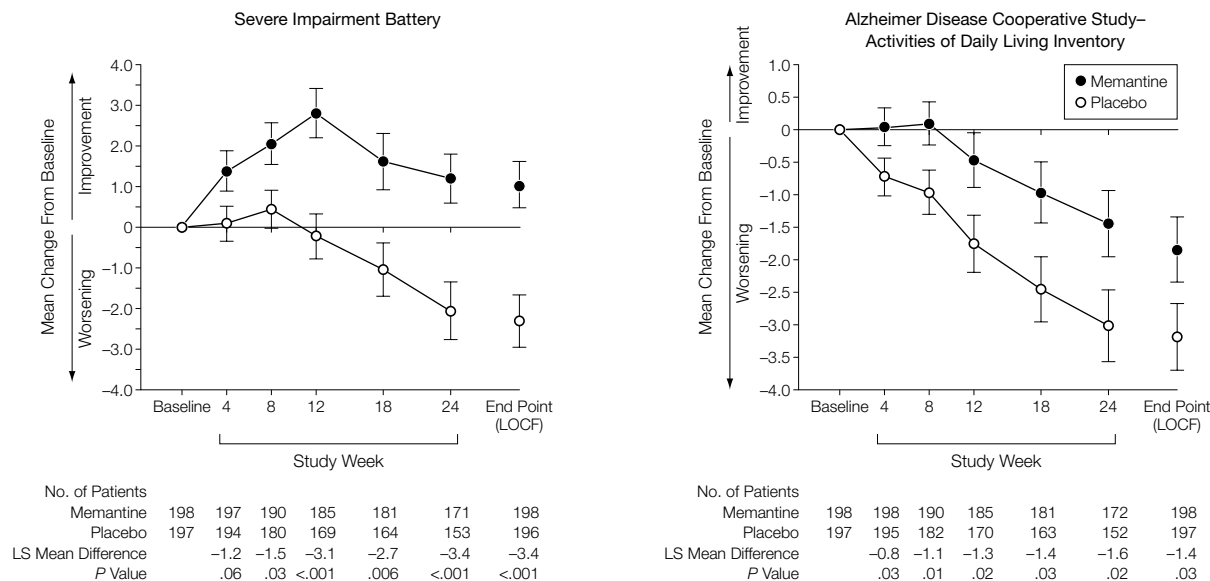 Severe Impairment Battery
Mean Change From Baseline
Worsening Improvement
4.0
3.0
2.0
1.0
0
–1.0
–2.0
–3.0
–4.0
Baseline 4 8 12 18 24 End Point
(LOCF)
Study Week
No. of Patients
Memantine 198 197 190 185 181 171 198
Placebo 197 194 180 169 164 153 196
LS Mean Difference –1.2 –1.5 –3.1 –2.7 –3.4 –3.4
P Value .06 .03 <.001 .006 <.001 <.001
Alzheimer Disease Cooperative Study–
Activities of Daily Living Inventory
Memantine
Placebo
Mean Change From Baseline
Worsening Improvement
1.0
0.5
0
–0.5
–1.0
–1.5
–2.0
–2.5
–3.0
–3.5
–4.0
Baseline 4 8 12 18 24 End Point
(LOCF)
Study Week
No. of Patients
Memantine 198 198 190 185 181 172 198
Placebo 197 195 182 170 163 152 197
LS Mean Difference –0.8 –1.1 –1.3 –1.4 –1.6 –1.4
P Value .03 .01 .02 .03 .02 .03